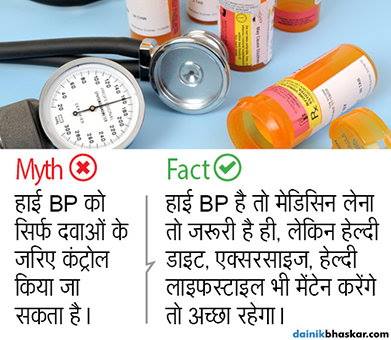 Myth
हाई BP को
सिर्फ दवाओं के
जरिए कंट्रोल
किया जा
सकता है।
Fact
हाई BP है तो मेडिसिन लेना
तो जरूरी है ही, लेकिन हेल्दी
डाइट, एक्सरसाइज, हेल्दी
लाइफस्टाइल भी मेंटेन करेंगे
तो अच्छा रहेगा।
dainikbhaskar.com